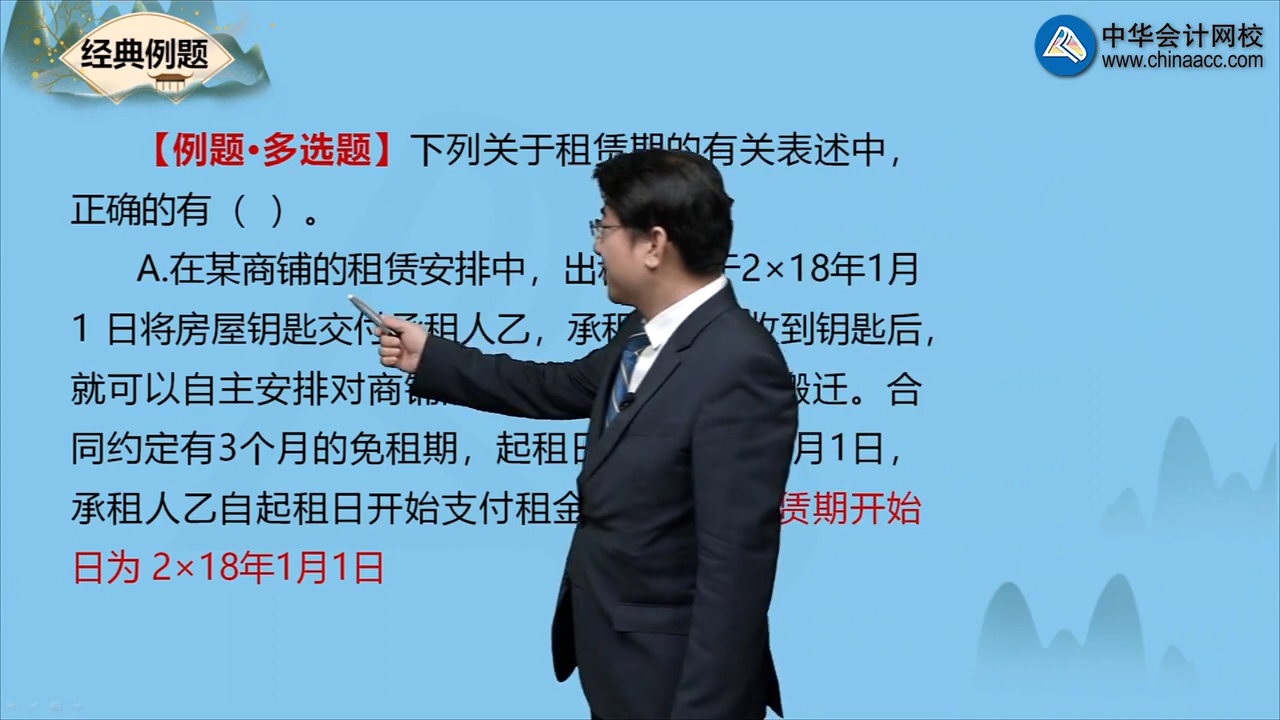 经典例题
中华会计网校
www.chinaacc.com
【例题•多选题】下列关于租赁期的有关表述中，
正确的有（ ）。
A.在某商铺的租赁安排中，出 2×18年1月
1 日将房屋钥匙交付承租人乙，承租 收到钥匙后，
就可以自主安排对商铺 搬迁。合
同约定有3个月的免租期，起租日 月1日，
承租人乙自起租日开始支付租金 赁期开始
日为 2×18年1月1日